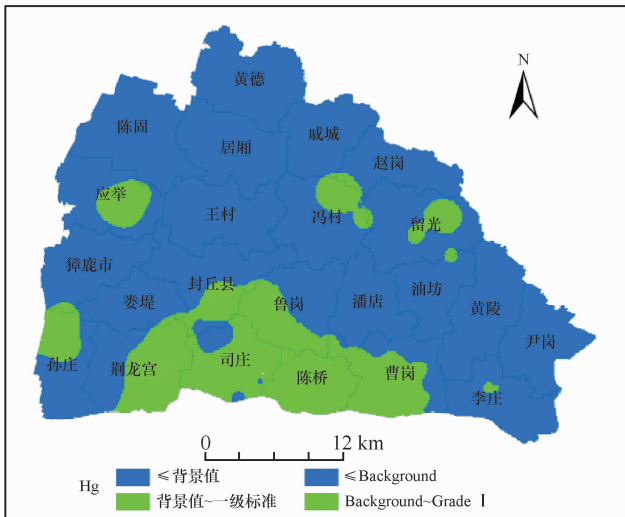 黄德
N
陈固
居厢
戚城
赵岗
应举
王村
冯村
留光
獐鹿市
封丘县
娄堤
鲁岗
潘店
油坊
黄陵
尹岗
孙庄
荆龙宫
司庄
陈桥
曹岗
李庄
0 12 km
Hg
≤背景值 ≤Background
背景值~一级标准 Background~Grade Ⅰ